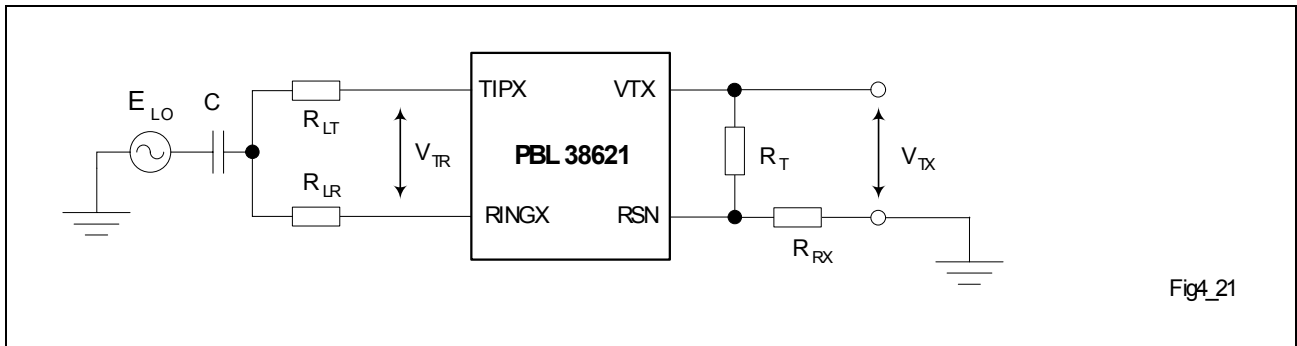 E LO
C
R LT
TIPX
VTX
V TR
PBL 38621
R T
V TX
R LR
RINGX
RSN
R RX
Fig4_21